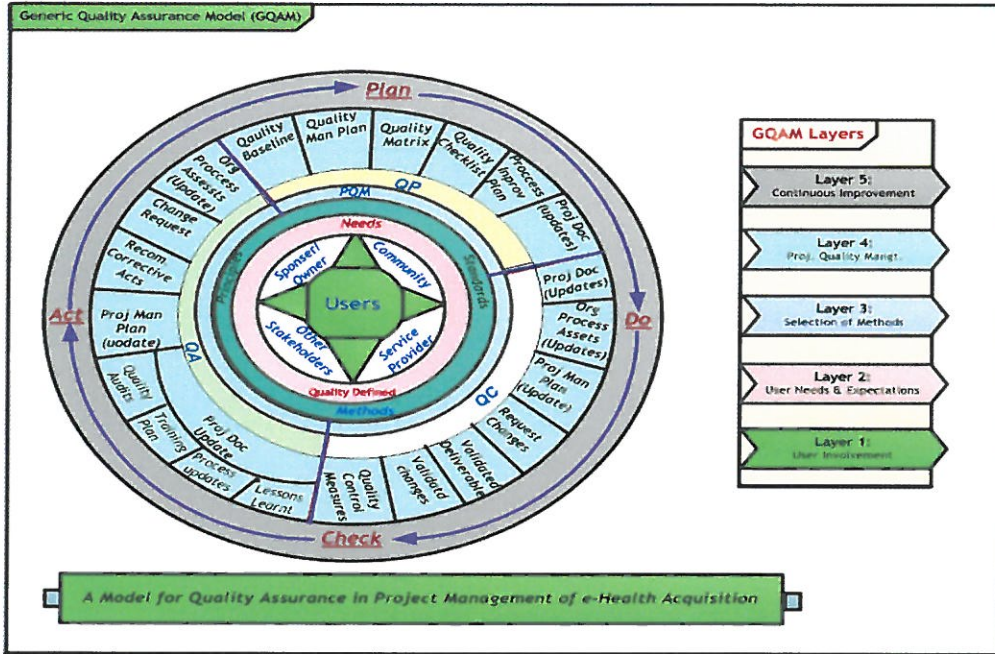 Generic Quality Assurance Model (GQAM)
Plan
Do
Check
Act
Qaulity
Baseline
Quality
Man Plan
Quality
Matrix
Quality
Checklist
Proccess
Improv
Plan
Proj Doc
(updates)
Proj Doc
(Updates)
Org
Process
Assets
(Updates)
Proj Man
Plan
(Update)
Request
Changes
Validated
Deliverable
Validatd
changes
Quality
Control
Measures
Lessons
Learnt
Process
updates
Training
Plan
Quality
Audits
Proj Doc
Update
Proj Man
Plan
(uodate)
Recom.
Corrective
Acts
Change
Request
Org
Proccess
Assessts
(Update)
PQM
QP
QC
QA
Principles
Standards
Methods
Needs
Quality Defined
Sponser/
Owner
Community
Users
Other
Stakeholders
Service
Provider
GQAM Layers
Layer 5:
Continuous Improvement
Layer 4:
Proj. Quality Mangt.
Layer 3:
Selection of Methods
Layer 2:
User Needs & Expectations
Layer 1:
User Involvement
A Model for Quality Assurance in Project Management of e-Health Acquisition